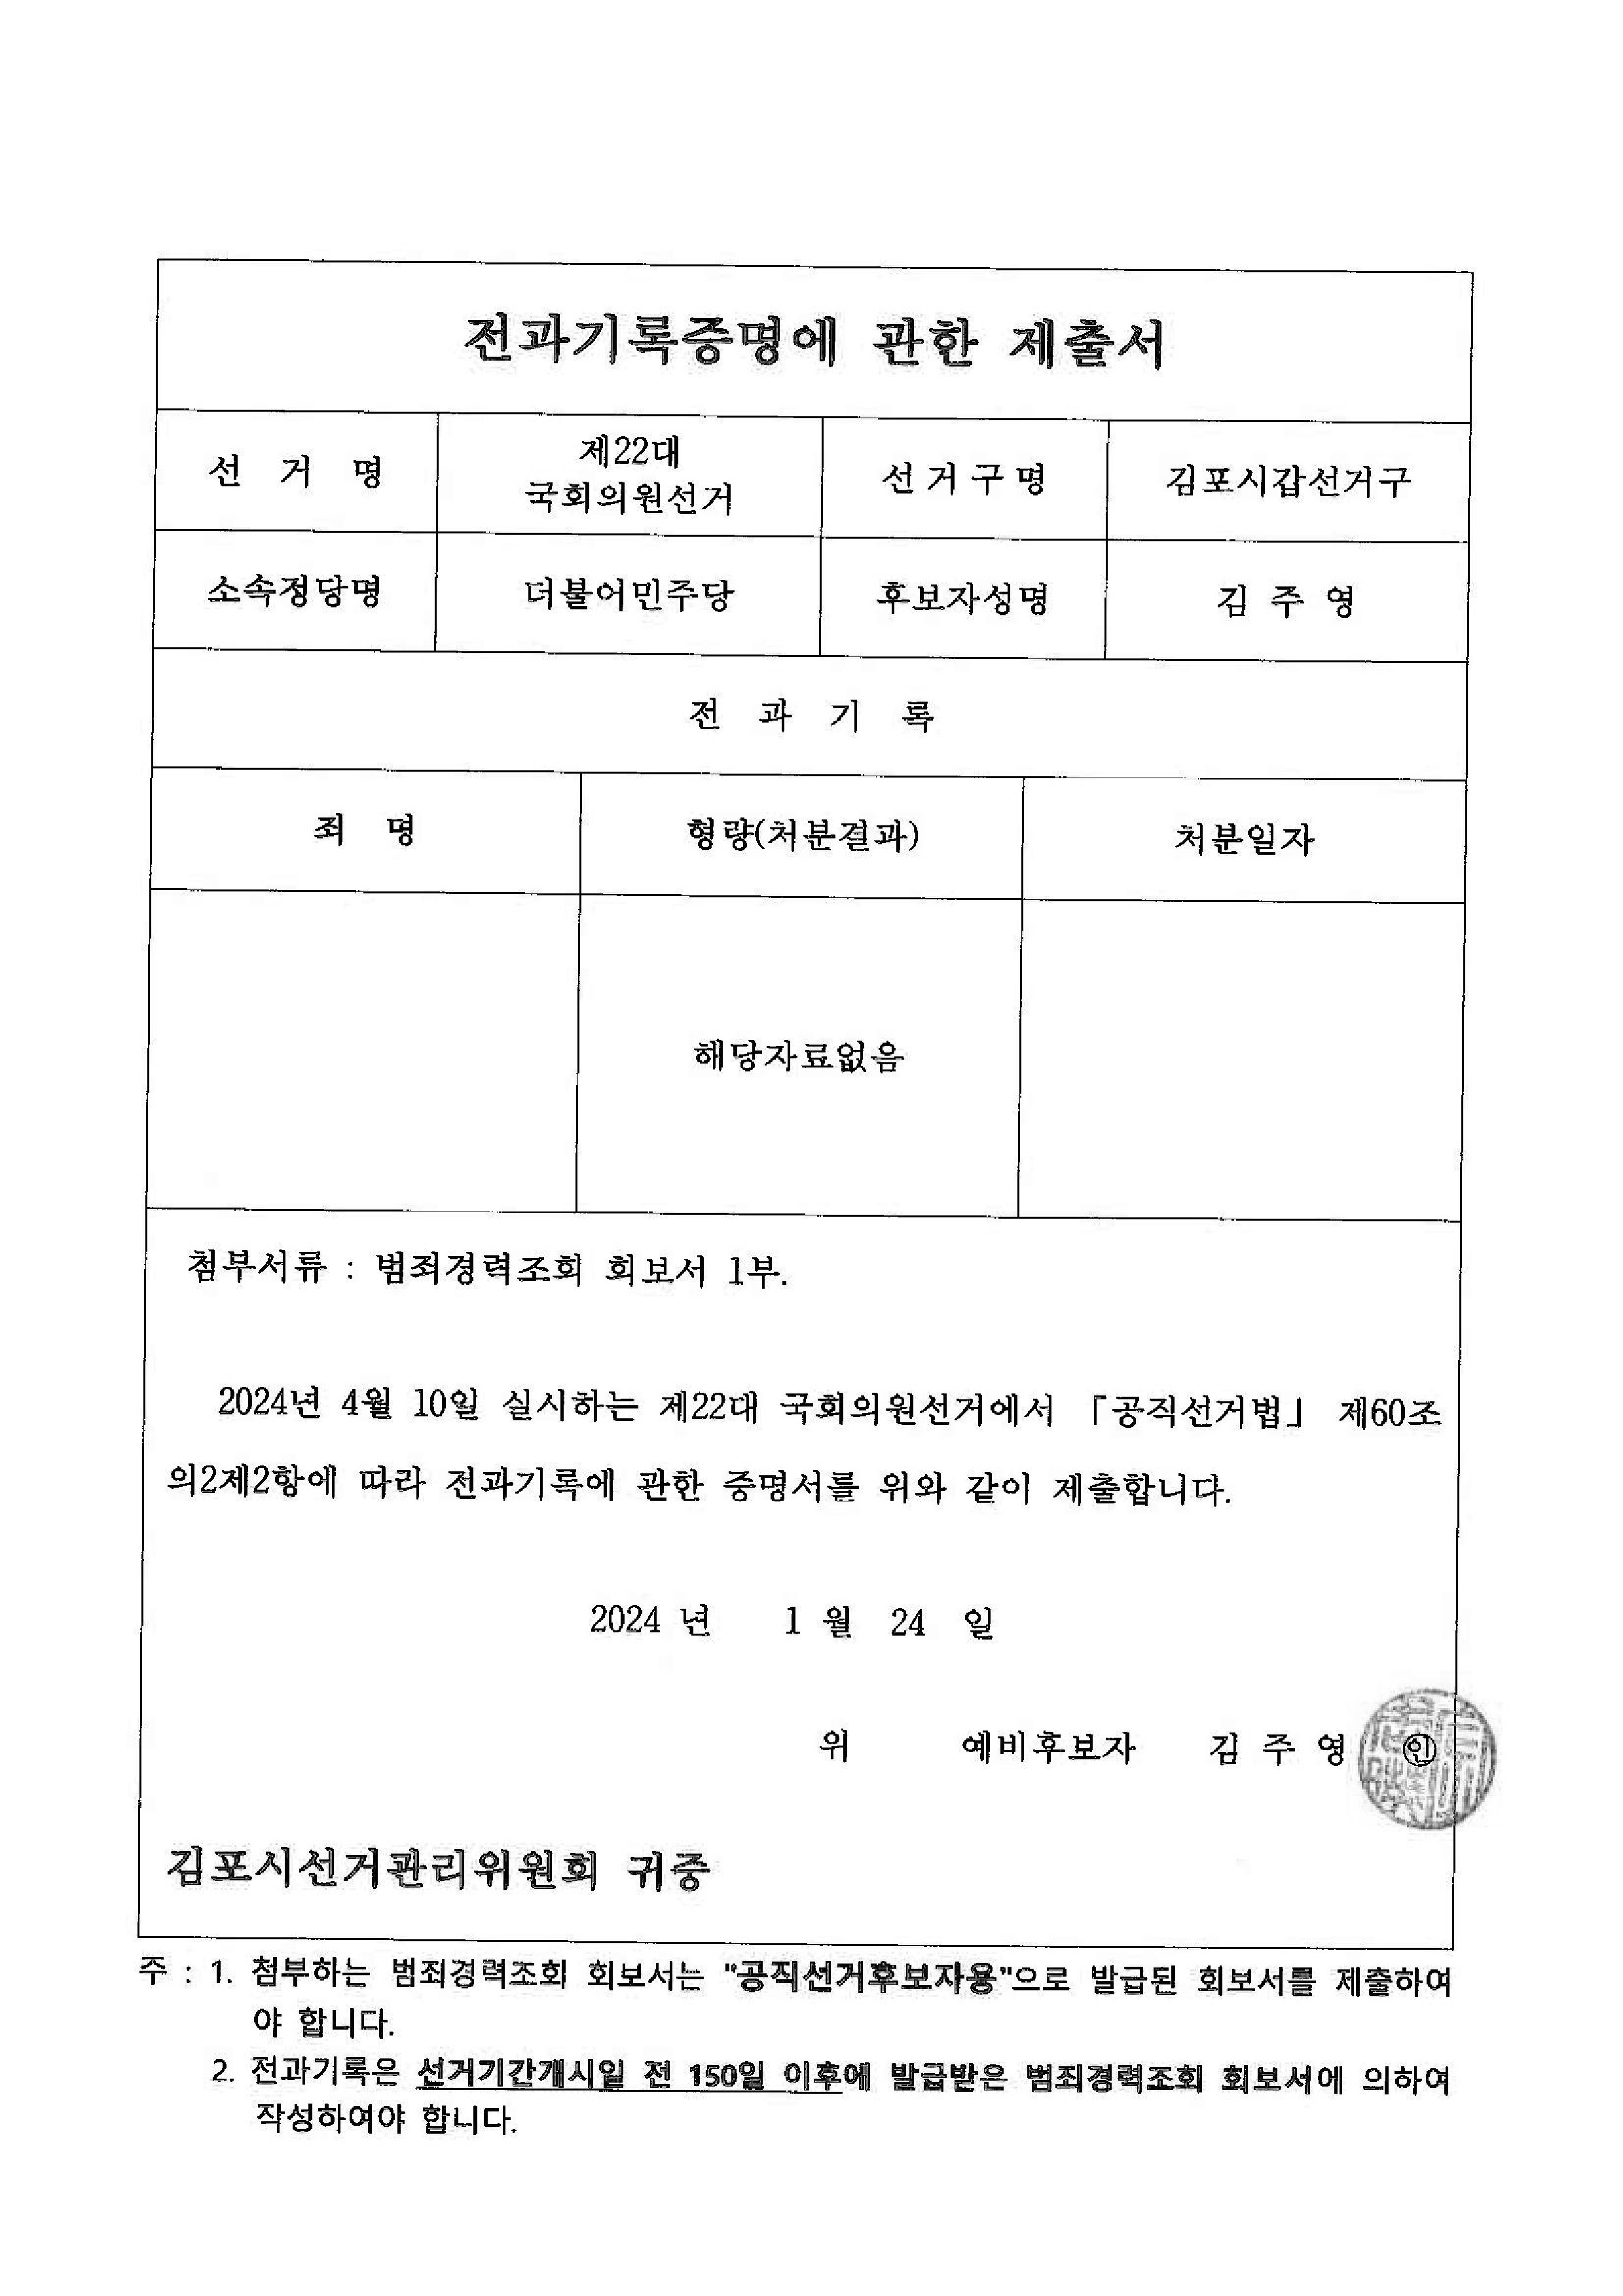 전과기록증명에 관한 제출서
선 거 명
제22대
국회의원선거
선거구명
김포시갑선거구
소속정당명
더불어민주당
후보자성명
김 주 영
전 과 기 록
죄 명
형량(처분결과)
처분일자
해당자료없음
첨부서류 : 범죄경력조회 회보서 1부.
2024년 4월 10일 실시하는 제22대 국회의원선거에서 「공직선거법」 제60조
의2제2항에 따라 전과기록에 관한 증명서를 위와 같이 제출합니다.
2024 년 1 월 24 일
위 예비후보자 김 주 영 ㊞
김포시선거관리위원회 귀중
주 : 1. 첨부하는 범죄경력조회 회보서는 "공직선거후보자용"으로 발급된 회보서를 제출하여
야 합니다.
2. 전과기록은 선거기간개시일 전 150일 이후에 발급받은 범죄경력조회 회보서에 의하여
작성하여야 합니다.